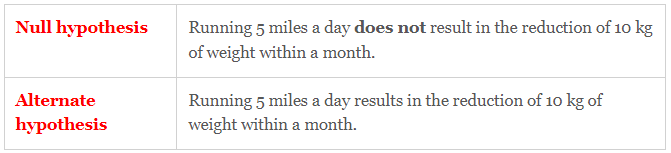 Null hypothesis
Running 5 miles a day does not result in the reduction of 10 kg
of weight within a month.
Alternate
hypothesis
Running 5 miles a day results in the reduction of 10 kg of
weight within a month.